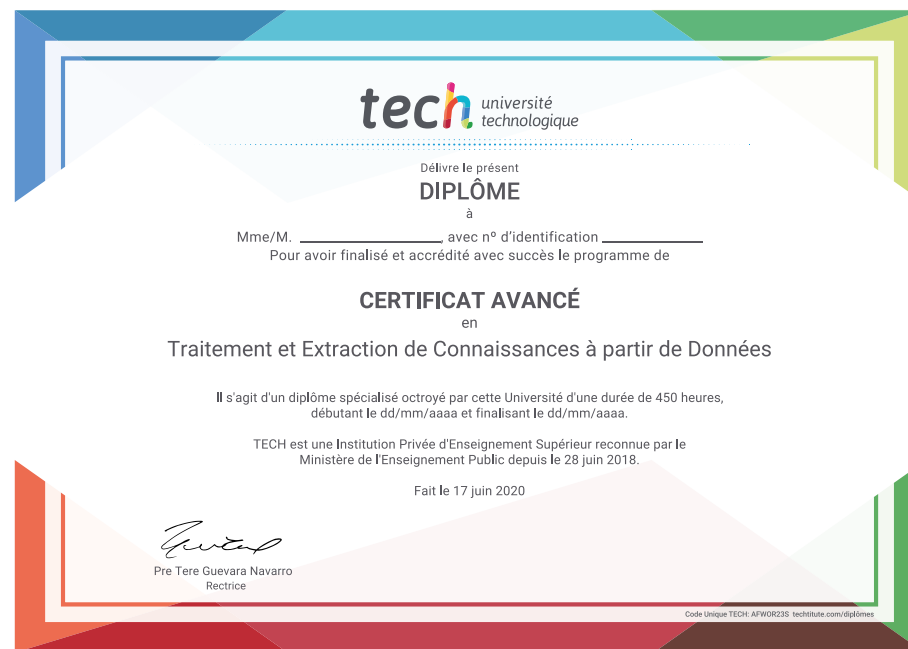 tech université
technologique
Délivre le présent
DIPLÔME
à
Mme/M. ____________________, avec nº d'identification ______________
Pour avoir finalisé et accrédité avec succès le programme de
CERTIFICAT AVANCÉ
en
Traitement et Extraction de Connaissances à partir de Données
Il s'agit d'un diplôme spécialisé octroyé par cette Université d'une durée de 450 heures,
débutant le dd/mm/aaaa et finalisant le dd/mm/aaaa.
TECH est une Institution Privée d'Enseignement Supérieur reconnue par le
Ministère de l'Enseignement Public depuis le 28 juin 2018.
Fait le 17 juin 2020
Pre Tere Guevara Navarro
Rectrice
Code Unique TECH: AFWOR23S techtitute.com/diplômes